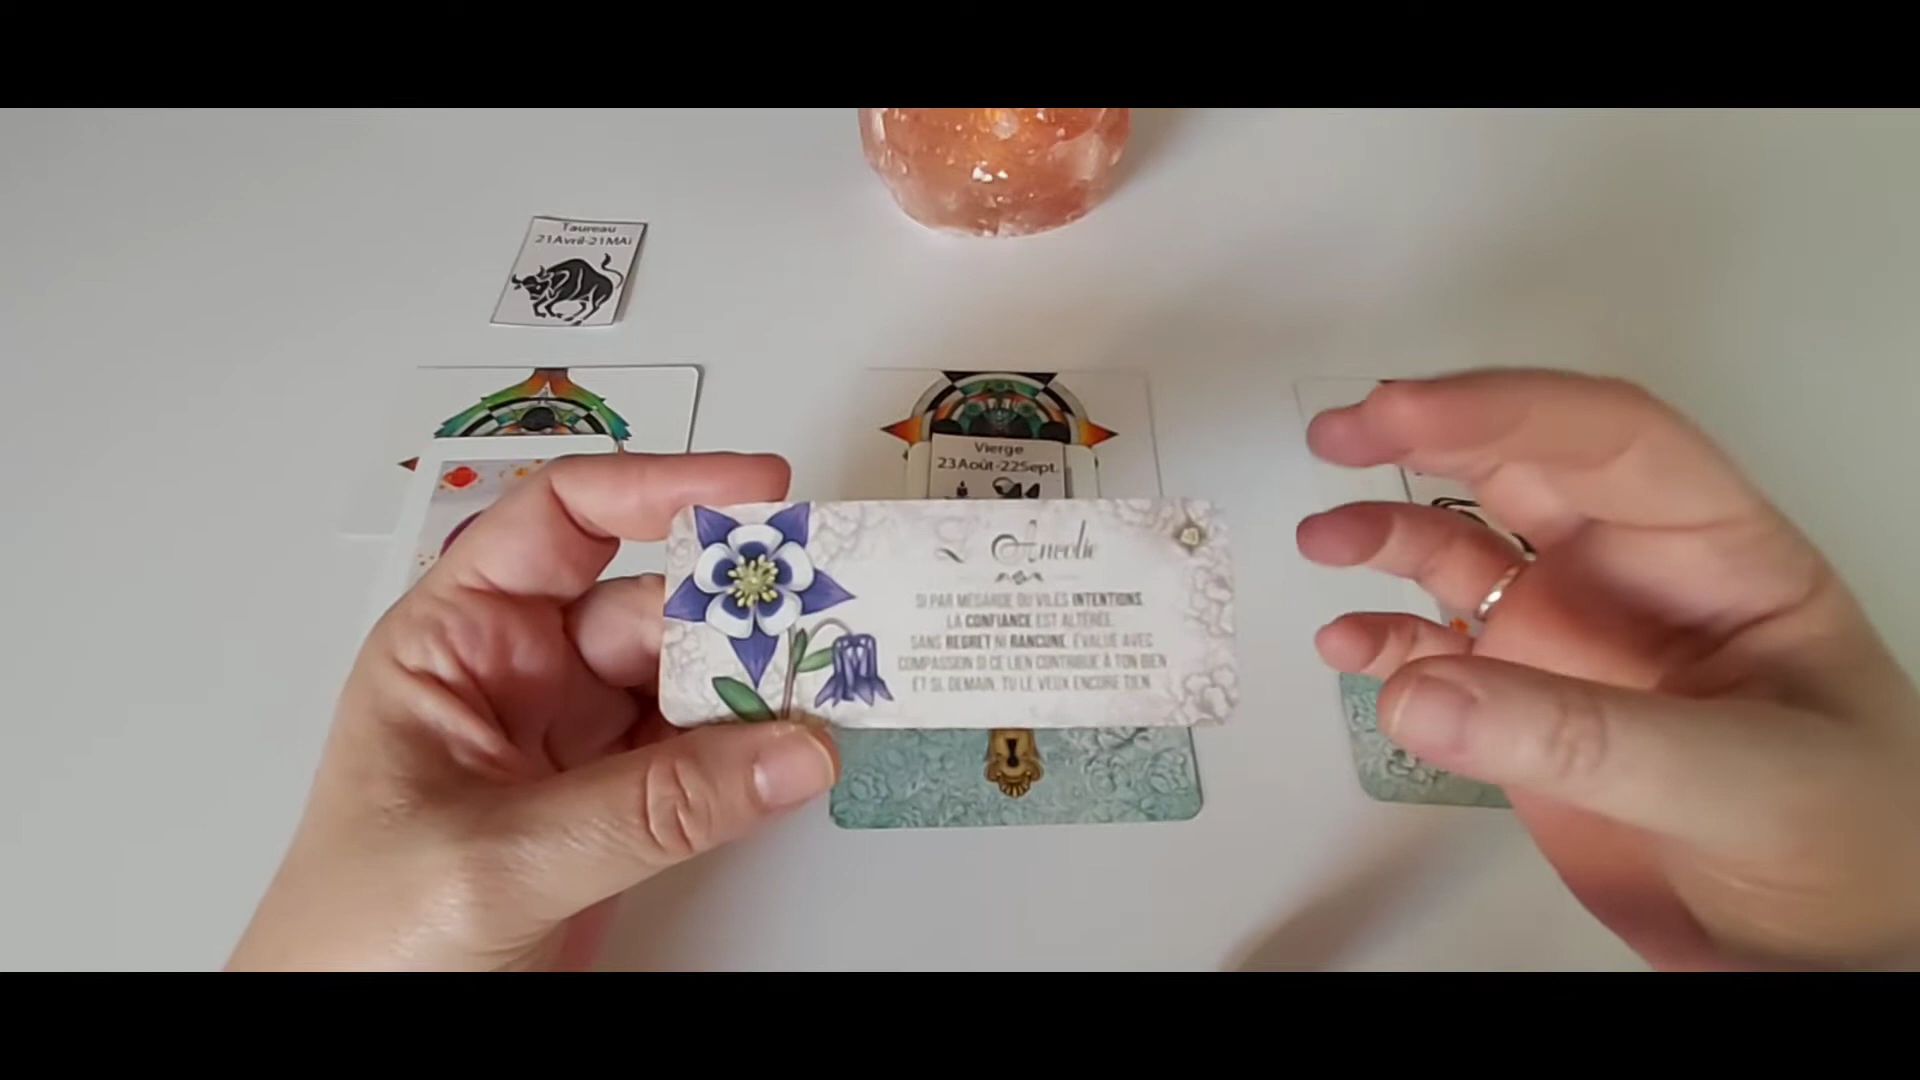 Taureau
21Avril-21MAi
Vierge
23Août-22Sept.
L'Ancolie
SI PAR MÉGARDE OU VILES INTENTIONS,
LA CONFIANCE EST ALTÉRÉE,
SANS REGRET NI RANCUNE, ÉVALUE AVEC
COMPASSION SI CE LIEN CONTRIBUE À TON BIEN
ET SI, DEMAIN, TU LE VEUX ENCORE TIEN.